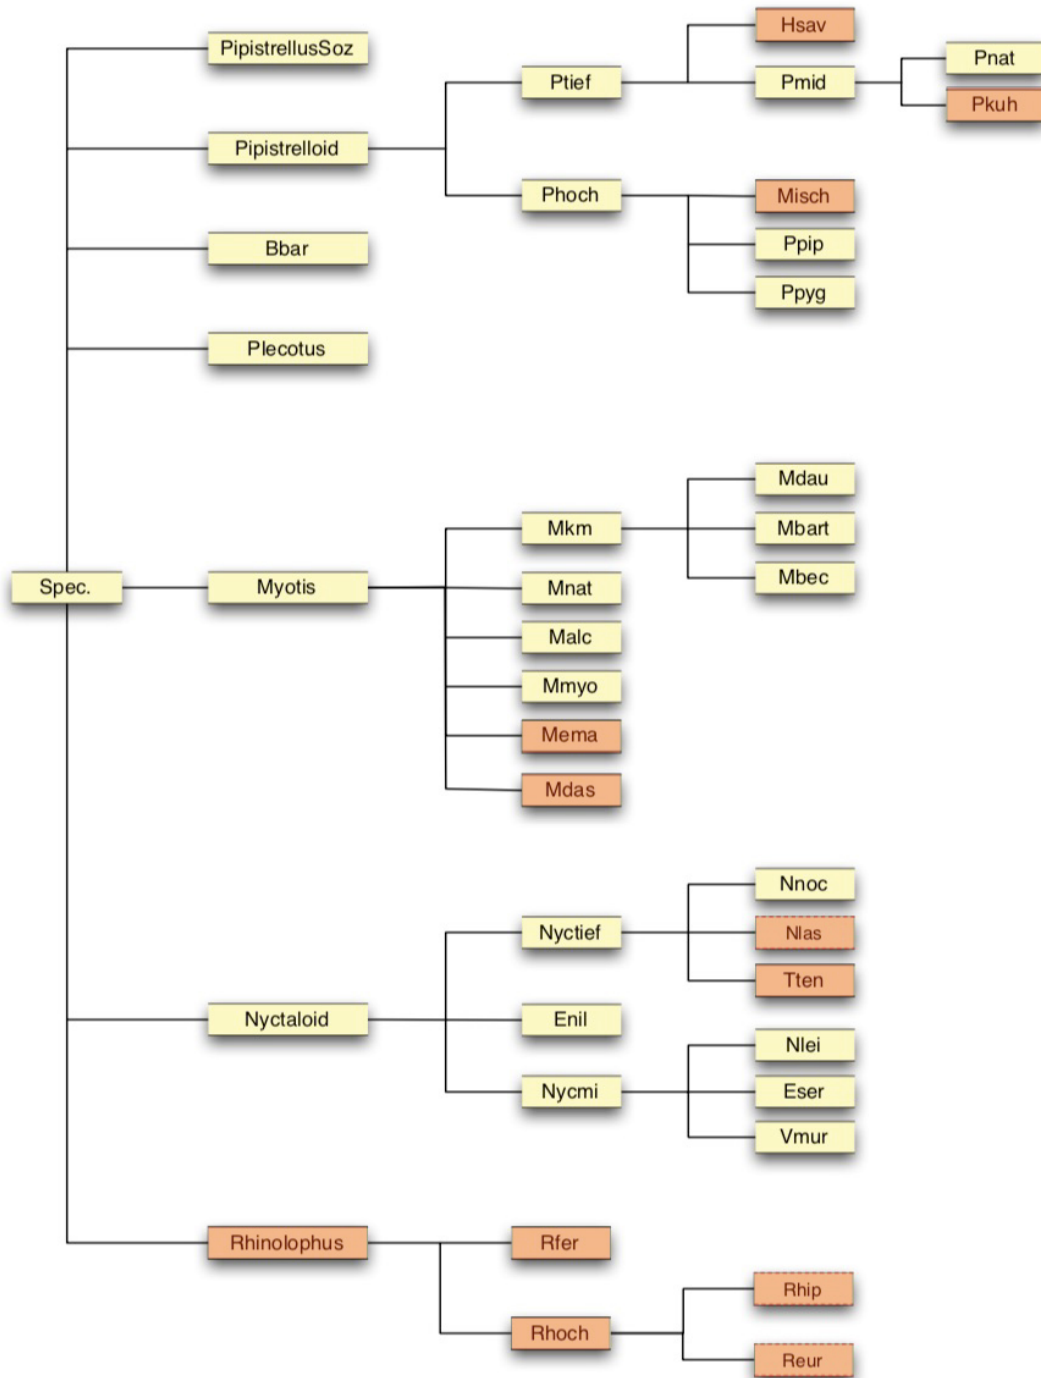 Hsav
PipistrellusSoz
Pnat
Ptief
Pmid
Pkuh
Pipistrelloid
Phoch
Misch
Ppip
Bbar
Ppyg
Plecotus
Mdau
Mkm
Mbart
Mbec
Spec.
Myotis
Mnat
Malc
Mmyo
Mema
Mdas
Nnoc
Nyctief
Nlas
Tten
Nyctaloid
Enil
Nlei
Nycmi
Eser
Vmur
Rhinolophus
Rfer
Rhip
Rhoch
Reur